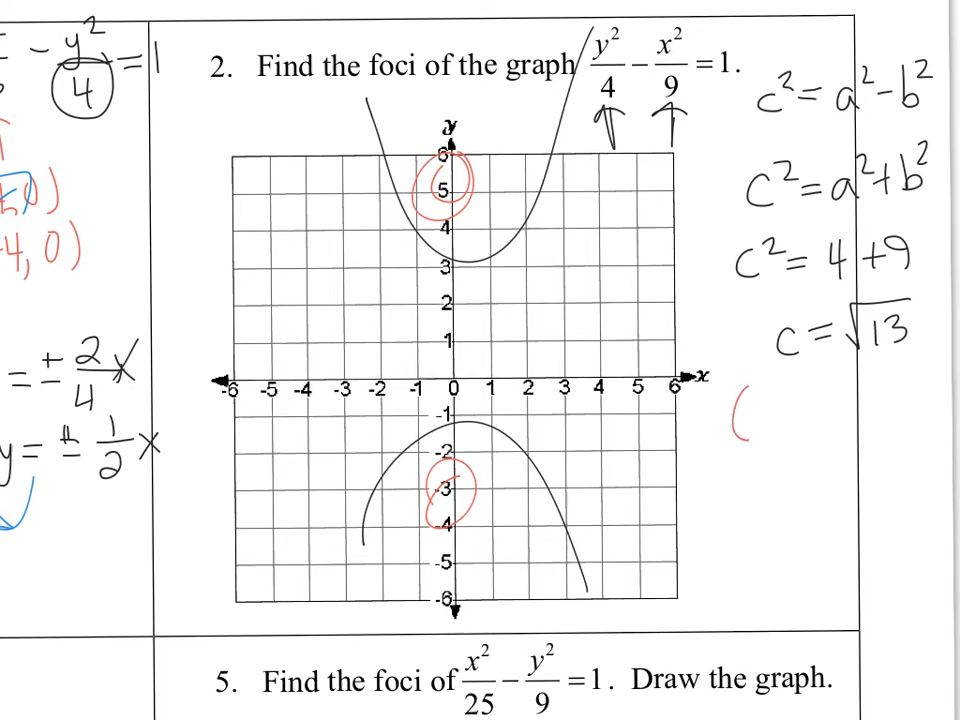 - y²/4 = 1
, 0)
-4, 0)
= ± 2/4 x
y = ± 1/2 x
2. Find the foci of the graph y²/4 − x²/9 = 1.
c² = a² − b²
c² = a² + b²
c² = 4 + 9
c = √13
(
y
6
5
4
3
2
1
-6 -5 -4 -3 -2 -1 0 1 2 3 4 5 6 x
-1
-2
-3
-4
-5
-6
5. Find the foci of x²/25 − y²/9 = 1. Draw the graph.